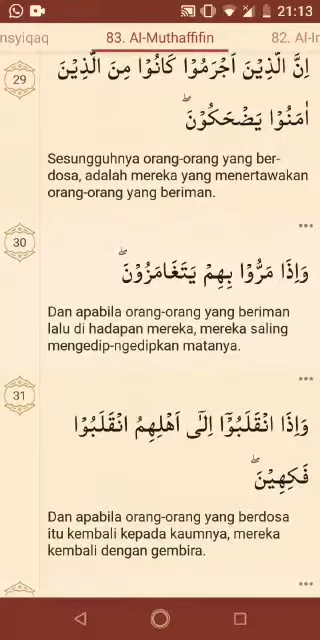 21:13
nsyiqaq 83. Al-Muthaffifin 82. Al-In
29
اِنَّ الَّذِيْنَ اَجْرَمُوْا كَانُوْا مِنَ الَّذِيْنَ
اٰمَنُوْا يَضْحَكُوْنَۖ
Sesungguhnya orang-orang yang ber-
dosa, adalah mereka yang menertawakan
orang-orang yang beriman.
30
وَاِذَا مَرُّوْا بِهِمْ يَتَغَامَزُوْنَۖ
Dan apabila orang-orang yang beriman
lalu di hadapan mereka, mereka saling
mengedip-ngedipkan matanya.
31
وَاِذَا انْقَلَبُوْٓا اِلٰٓى اَهْلِهِمُ انْقَلَبُوْا
فَكِهِيْنَۖ
Dan apabila orang-orang yang berdosa
itu kembali kepada kaumnya, mereka
kembali dengan gembira.